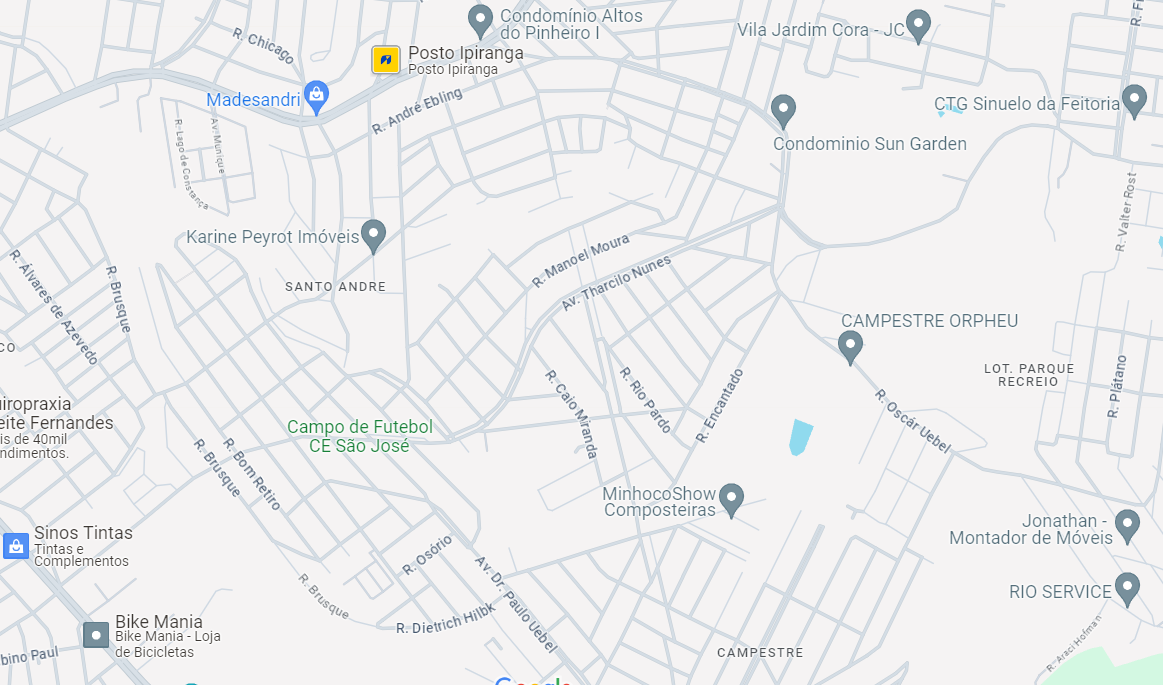 Condomínio Altos
do Pinheiro I
Vila Jardim Cora - JC
R. Chicago
Posto Ipiranga
Posto Ipiranga
Madesandri
R. André Ebling
CTG Sinuelo da Feitoria
Condominio Sun Garden
R. Lago de Constança
Av. Munique
R. Valter Rost
Karine Peyrot Imóveis
R. Manoel Moura
Av. Tharcilo Nunes
SANTO ANDRE
R. Álvares de Azevedo
R. Brusque
CAMPESTRE ORPHEU
CO
LOT. PARQUE
RECREIO
R. Plátano
R. Caio Miranda
R. Rio Pardo
R. Encantado
R. Oscár Uebel
iropraxia
eite Fernandes
is de 40mil
ndimentos.
Campo de Futebol
CE São José
R. Brusque
R. Bom Retiro
MinhocoShow
Composteiras
Jonathan -
Montador de Móveis
Sinos Tintas
Tintas e
Complementos
R. Osório
Av. Dr. Paulo Uebel
R. Brusque
RIO SERVICE
Bike Mania
Bike Mania - Loja
de Bicicletas
R. Dietrich Hilbk
R. Araci Hofman
CAMPESTRE
bino Paul
Google